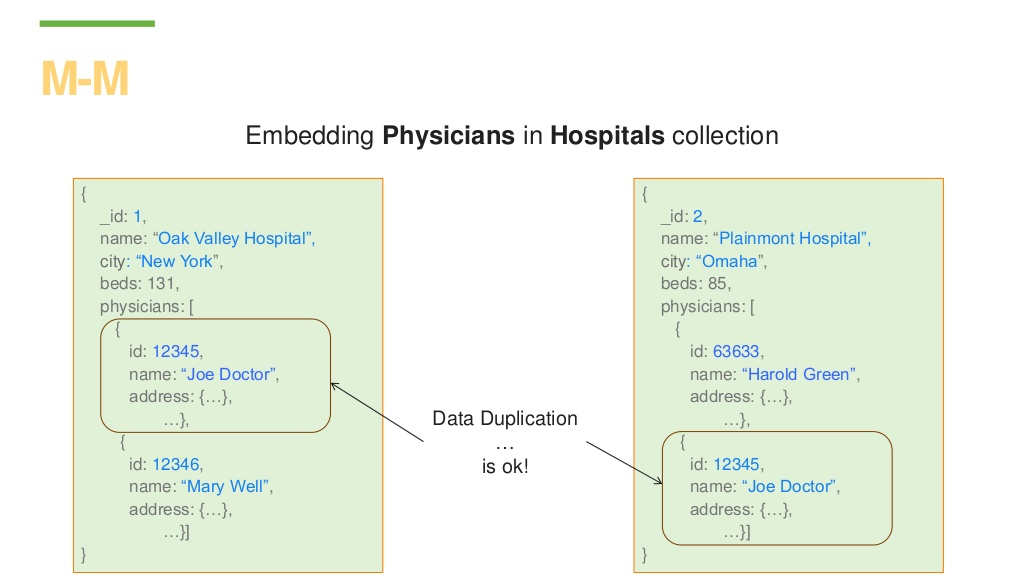 M-M
Embedding Physicians in Hospitals collection
{
_id: 1,
name: “Oak Valley Hospital”,
city: “New York”,
beds: 131,
physicians: [
{
id: 12345,
name: “Joe Doctor”,
address: {…},
…},
{
id: 12346,
name: “Mary Well”,
address: {…},
…}]
}
Data Duplication
…
is ok!
{
_id: 2,
name: “Plainmont Hospital”,
city: “Omaha”,
beds: 85,
physicians: [
{
id: 63633,
name: “Harold Green”,
address: {…},
…},
{
id: 12345,
name: “Joe Doctor”,
address: {…},
…}]
}